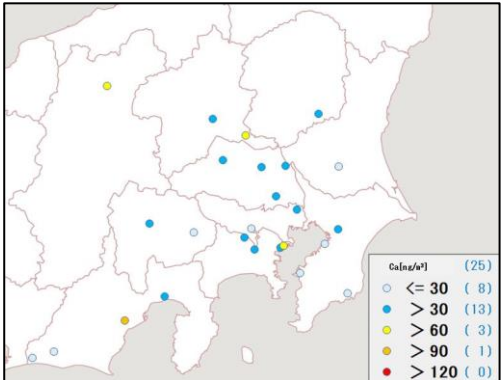 Ca[ng/m³] (25)
<= 30 ( 8)
> 30 (13)
> 60 ( 3)
> 90 ( 1)
> 120 ( 0)